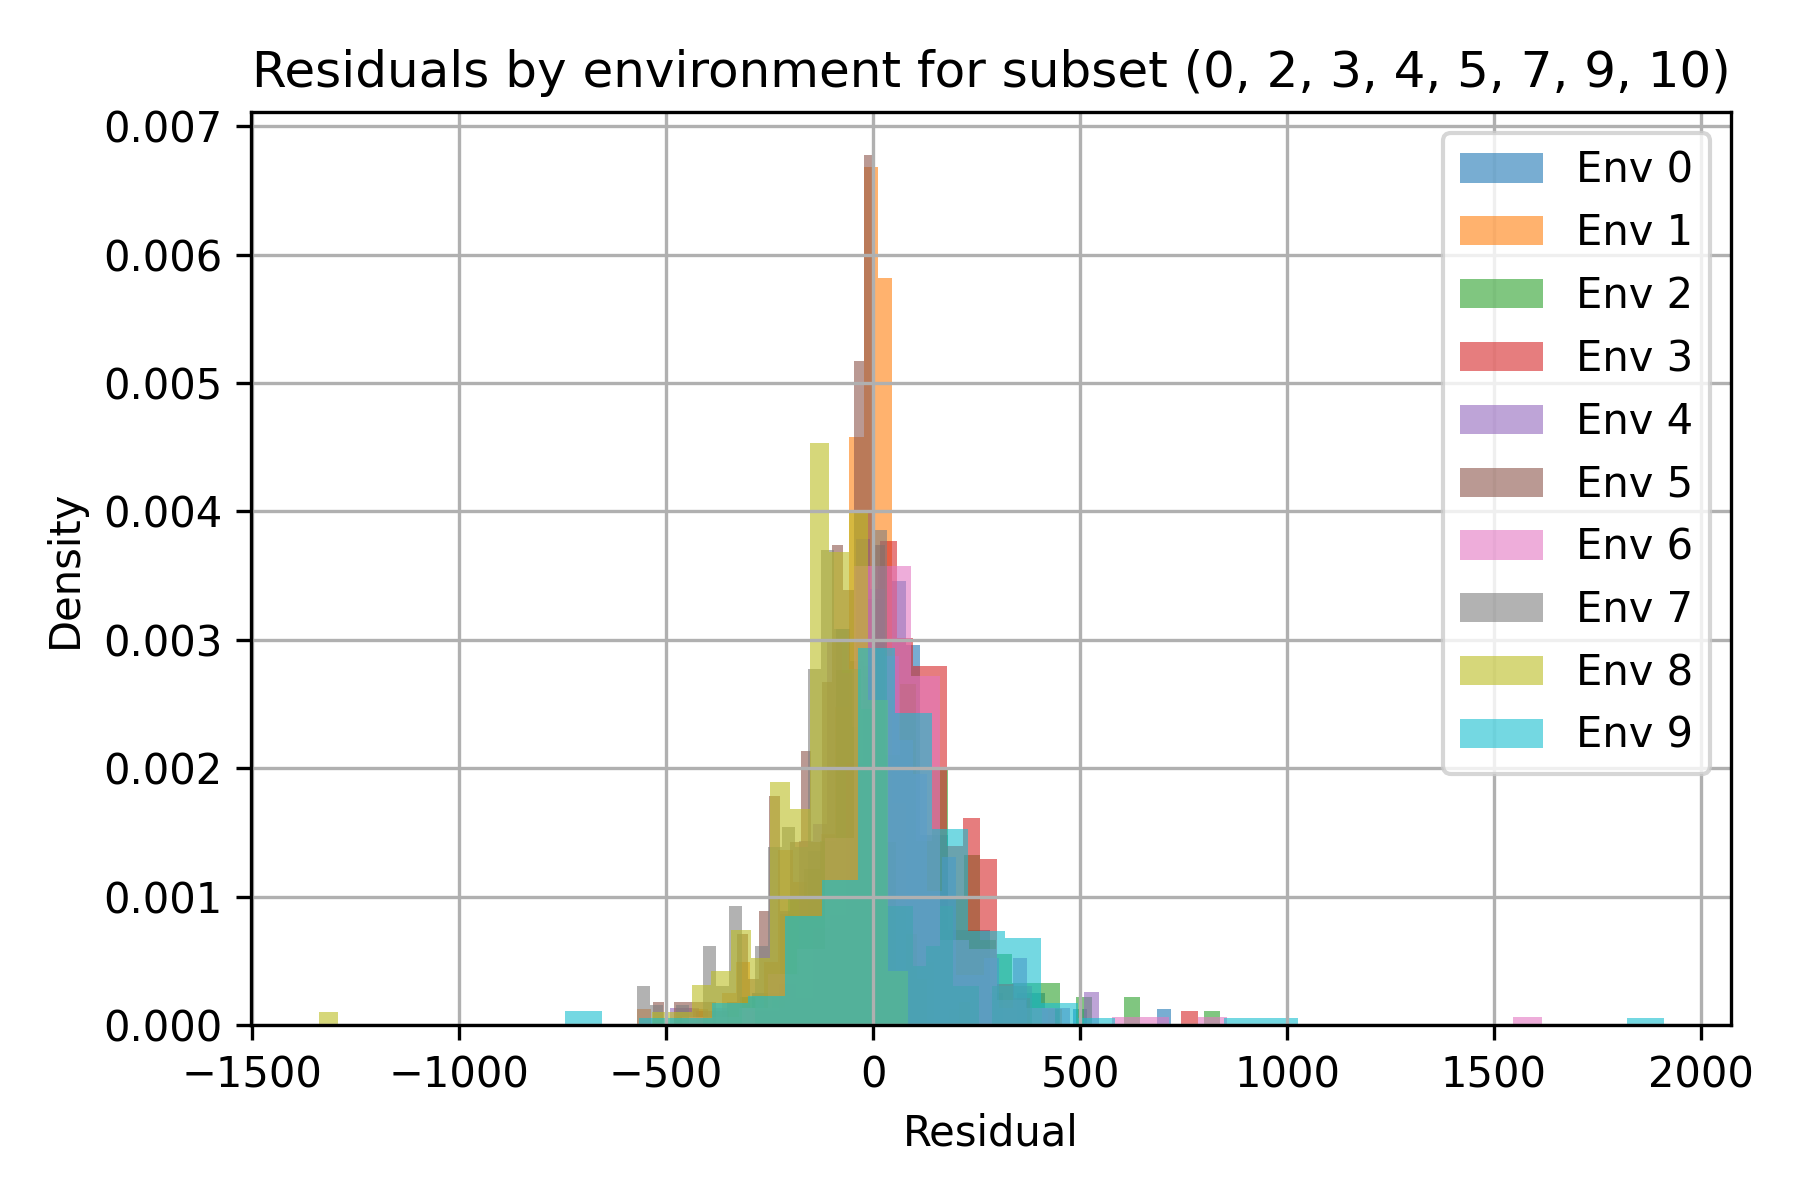 Residuals by environment for subset (0, 2, 3, 4, 5, 7, 9, 10)
0.007
0.006
0.005
0.004
0.003
0.002
0.001
0.000
Density
Env 0
Env 1
Env 2
Env 3
Env 4
Env 5
Env 6
Env 7
Env 8
Env 9
−1500 −1000 −500 0 500 1000 1500 2000
Residual